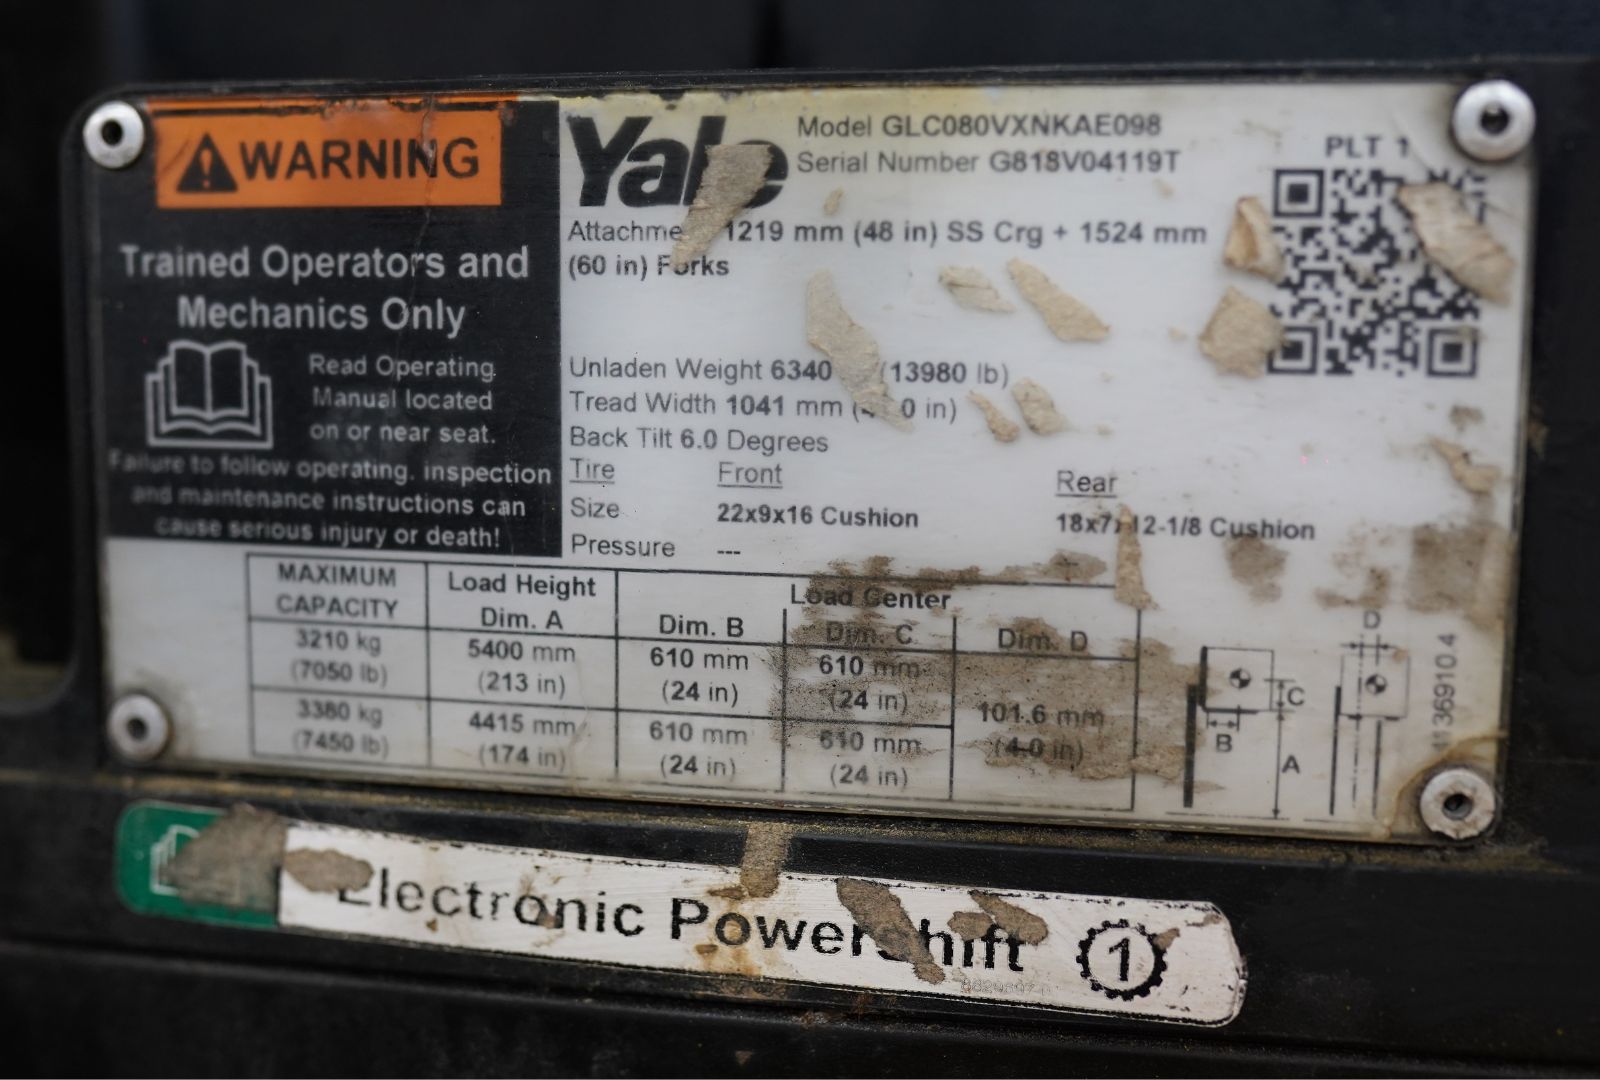 WARNING
Trained Operators and
Mechanics Only
Read Operating
Manual located
on or near seat.
Failure to follow operating. inspection
and maintenance instructions can
cause serious injury or death!
Yale
Model GLC080VXNKAE098
Serial Number G818V04119T
PLT 1
1219 mm (48 in) SS Crg + 1524 mm
(60 in) Forks
Unladen Weight 6340 (13980 lb)
Tread Width 1041 mm in)
Back Tilt 6.0 Degrees
Tire Front Rear
Size 22x9x16 Cushion Cushion
Pressure ---
MAXIMUM CAPACITY Load Height Dim. A Load Center
Dim. B Dim. C Dim. D
3210 kg 5400 mm 610 mm 610 mm
(7050 lb) (213 in) (24 in) (24 in)
101.6 mm
(4.0 in)
3380 kg 4415 mm 610 mm 610 mm
(7450 lb) (174 in) (24 in) (24 in)
D
C
B
A
Electronic Powershift 1